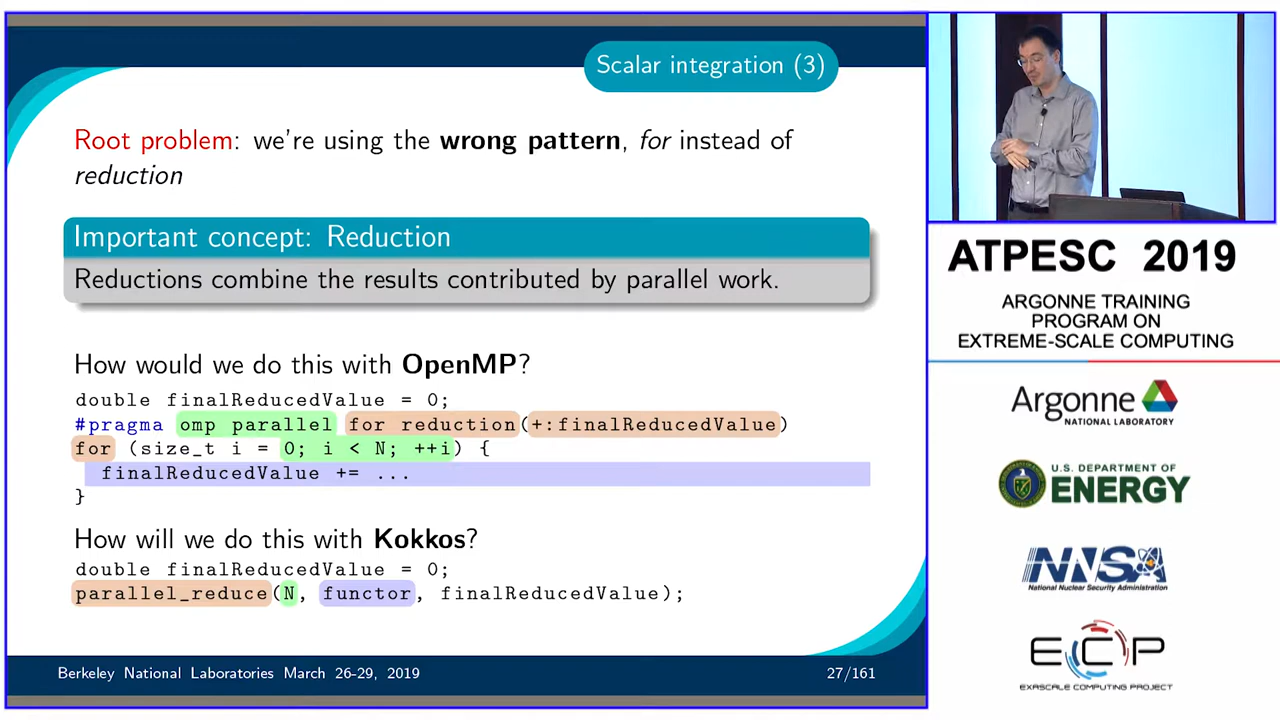 Scalar integration (3)
Root problem: we're using the wrong pattern, for instead of
reduction
Important concept: Reduction
Reductions combine the results contributed by parallel work.
How would we do this with OpenMP?
double finalReducedValue = 0;
#pragma omp parallel for reduction(+:finalReducedValue)
for (size_t i = 0; i < N; ++i) {
finalReducedValue += ...
}
How will we do this with Kokkos?
double finalReducedValue = 0;
parallel_reduce(N, functor, finalReducedValue);
Berkeley National Laboratories March 26-29, 2019
27/161
ATPESC 2019
ARGONNE TRAINING
PROGRAM ON
EXTREME-SCALE COMPUTING
Argonne
NATIONAL LABORATORY
U.S. DEPARTMENT OF
ENERGY
NNSA
National Nuclear Security Administration
ECP
EXASCALE COMPUTING PROJECT